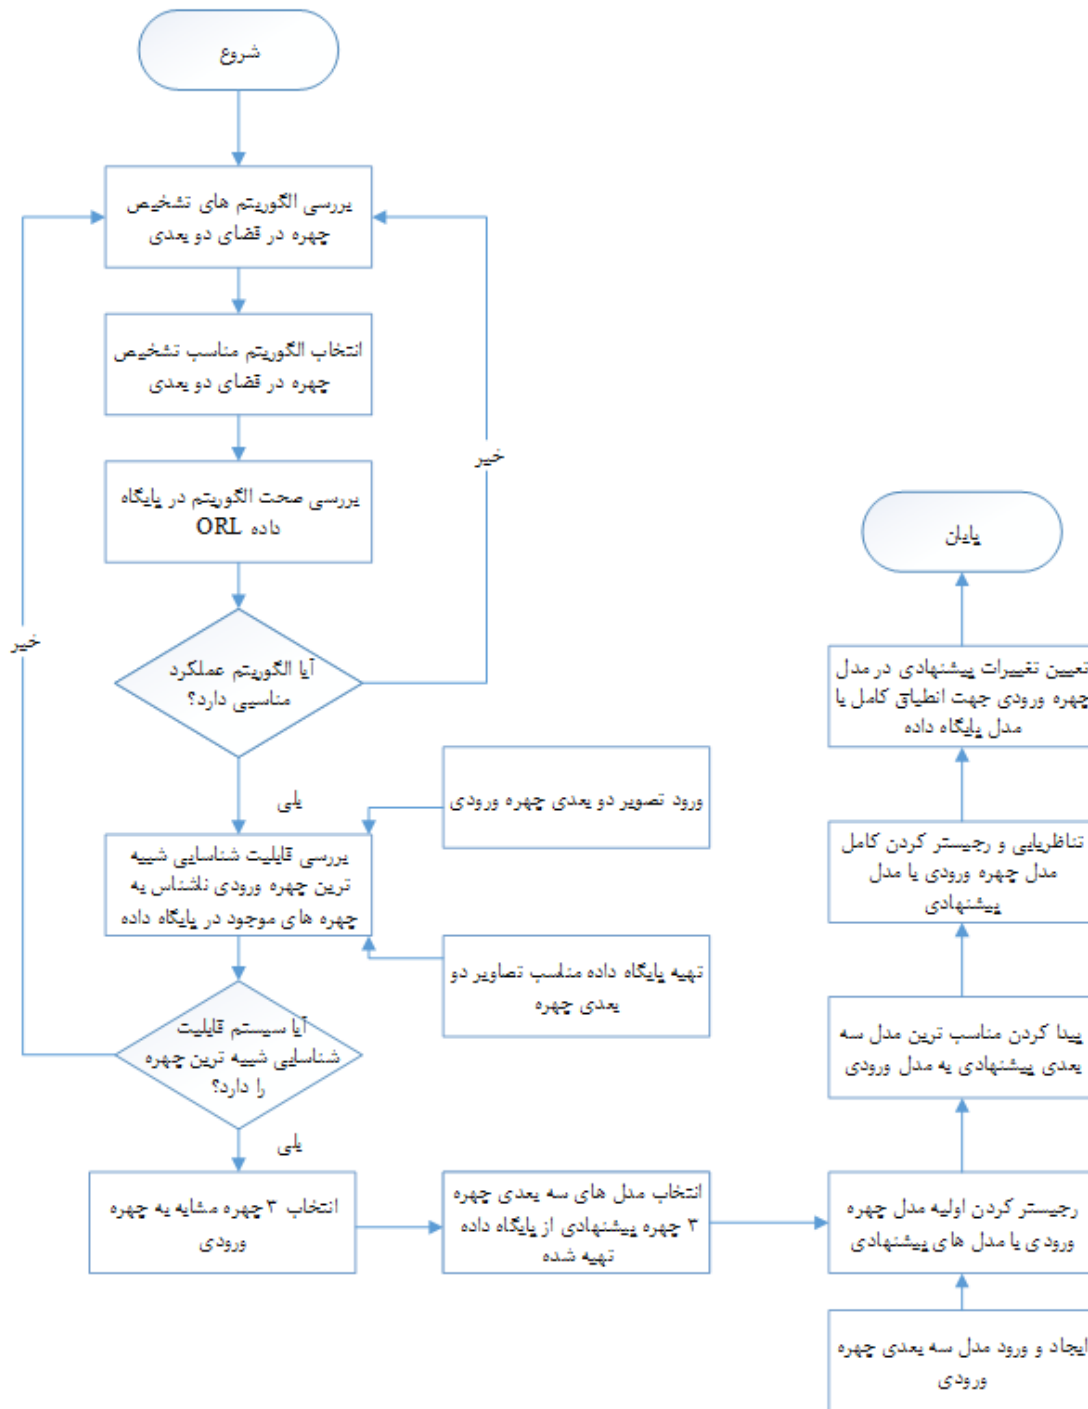 شروع
بررسی الگوریتم های تشخیص
چهره در فضای دو بعدی
انتخاب الگوریتم مناسب تشخیص
چهره در فضای دو بعدی
بررسی صحت الگوریتم در پایگاه
داده ORL
خیر
آیا الگوریتم عملکرد
مناسبی دارد؟
خیر
بلی
ورود تصویر دو بعدی چهره ورودی
بررسی قابلیت شناسایی شبیه
ترین چهره ورودی ناشناس به
چهره های موجود در پایگاه داده
تهیه پایگاه داده مناسب تصاویر دو
بعدی چهره
آیا سیستم قابلیت
شناسایی شبیه ترین چهره
را دارد؟
بلی
انتخاب ۳ چهره مشابه به چهره
ورودی
انتخاب مدل های سه بعدی چهره
۳ چهره پیشنهادی از پایگاه داده
تهیه شده
ایجاد و ورود مدل سه بعدی چهره
ورودی
رجیستر کردن اولیه مدل چهره
ورودی با مدل های پیشنهادی
پیدا کردن مناسب ترین مدل سه
بعدی پیشنهادی به مدل ورودی
تناظریابی و رجیستر کردن کامل
مدل چهره ورودی با مدل
پیشنهادی
تعیین تغییرات پیشنهادی در مدل
چهره ورودی جهت انطباق کامل با
مدل پایگاه داده
پایان